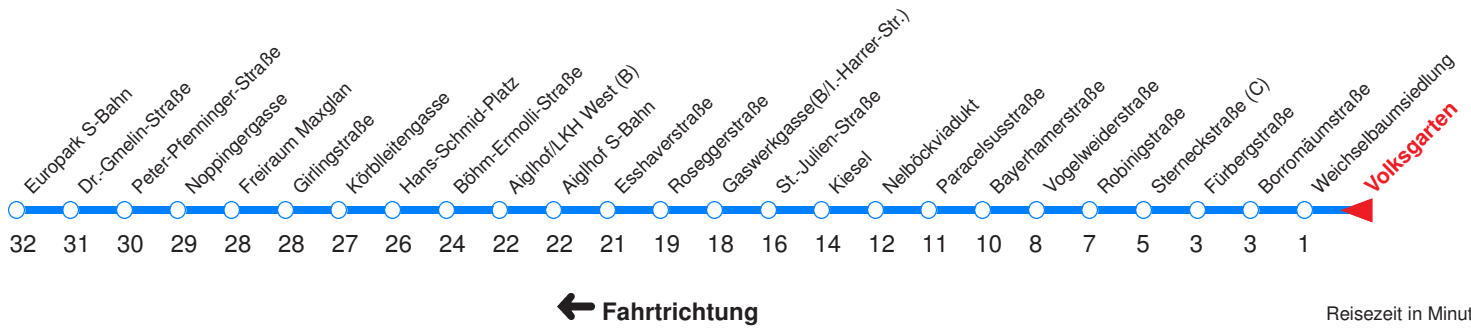 Europark S-Bahn
Dr.-Gmelin-Straße
Peter-Pfenninger-Straße
Noppingergasse
Freiraum Maxglan
Girlingstraße
Körblleitengasse
Hans-Schmid-Platz
Böhm-Ermolli-Straße
Aiglhof/LKH West (B)
Aiglhof S-Bahn
Esshaverstraße
Roseggerstraße
Gaswerkgasse(B/I.-Harrer-Str.)
St.-Julien-Straße
Kiesel
Nelböckviadukt
Paracelsusstraße
Bayerhamerstraße
Vogelweiderstraße
Robinigstraße
Sterneckstraße (C)
Fürbergstraße
Borromäumstraße
Weichselbaumsiedlung
Volksgarten
32 31 30 29 28 28 27 26 24 22 22 21 19 18 16 14 12 11 10 8 7 5 3 3 1
Fahrtrichtung
Reisezeit in Minut